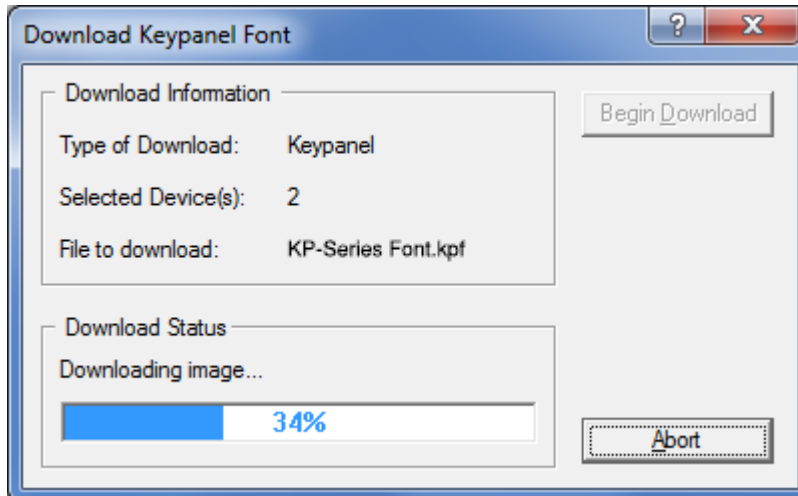 Download Keypanel Font
Download Information
Begin Download
Type of Download: Keypanel
Selected Device(s): 2
File to download: KP-Series Font.kpf
Download Status
Downloading image...
34%
Abort